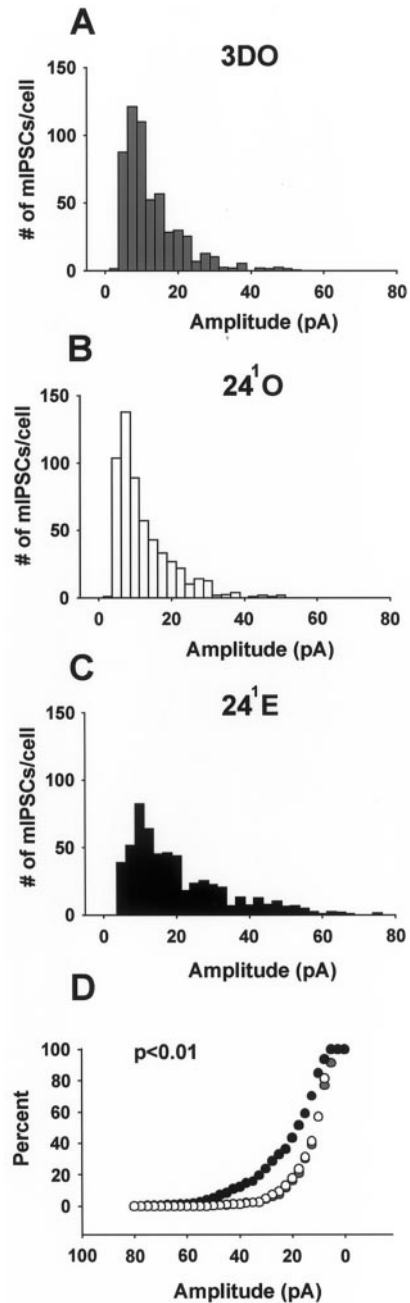 A
3DO
# of mIPSCs/cell
150
100
50
0
0 20 40 60 80
Amplitude (pA)
B
24¹O
# of mIPSCs/cell
150
100
50
0
0 20 40 60 80
Amplitude (pA)
C
24¹E
# of mIPSCs/cell
150
100
50
0
0 20 40 60 80
Amplitude (pA)
D
p<0.01
Percent
100
80
60
40
20
0
100 80 60 40 20 0
Amplitude (pA)